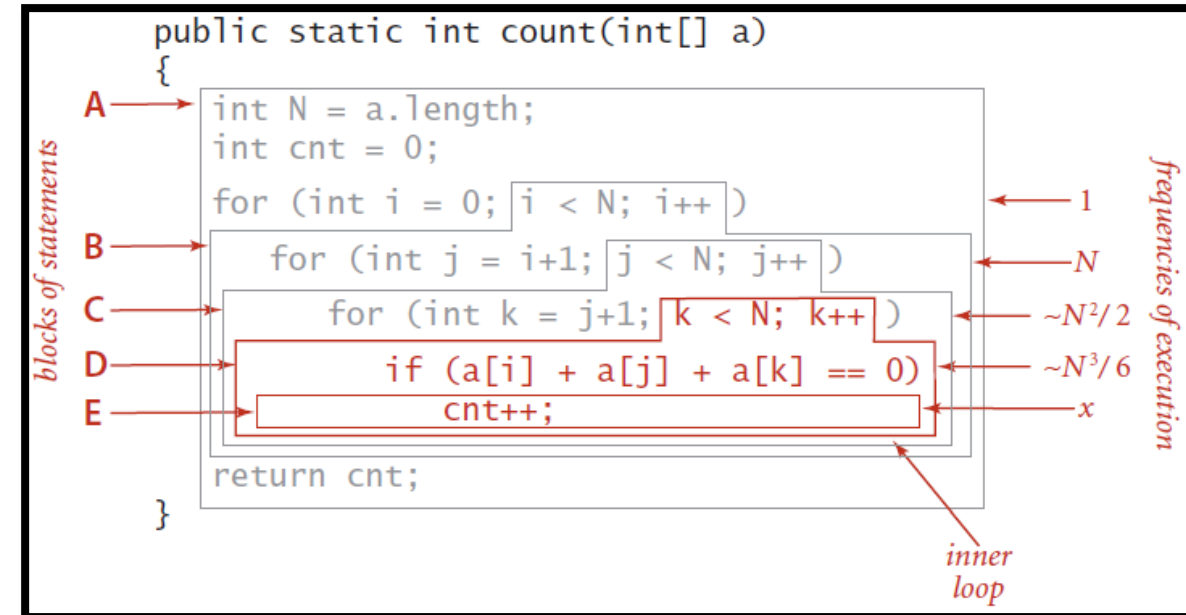 public static int count(int[] a)
{
A
int N = a.length;
int cnt = 0;
for (int i = 0; i < N; i++ )
1
B
for (int j = i+1; j < N; j++ )
N
C
for (int k = j+1; k < N; k++ )
~N²/2
D
if (a[i] + a[j] + a[k] == 0)
~N³/6
E
cnt++;
x
return cnt;
}
inner
loop
blocks of statements
frequencies of execution